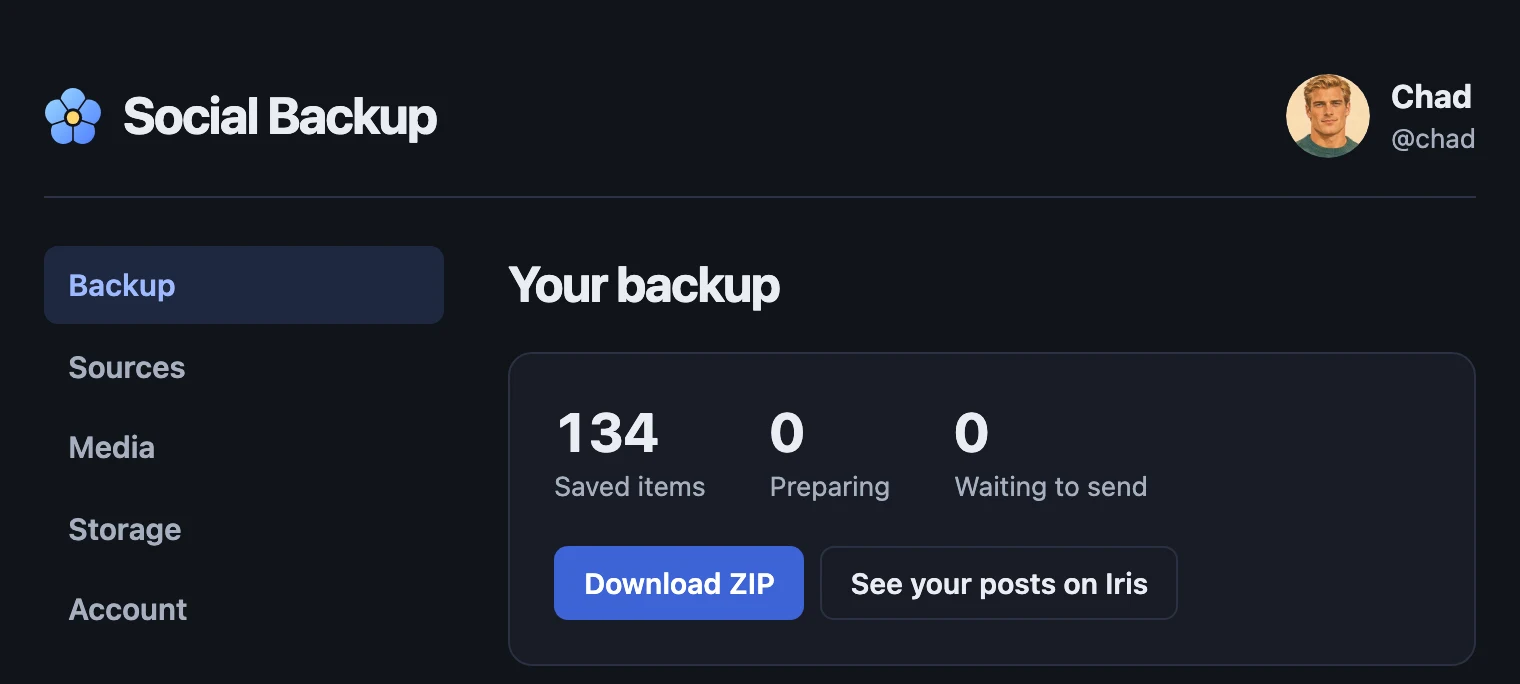 Social Backup
Chad
@chad
Backup
Sources
Media
Storage
Account
Your backup
134
Saved items
0
Preparing
0
Waiting to send
Download ZIP
See your posts on Iris